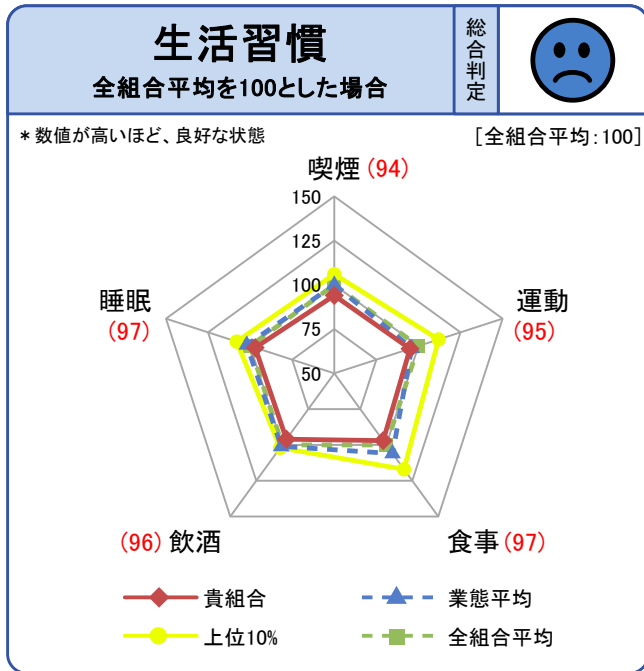 生活習慣
全組合平均を100とした場合
総合判定
*数値が高いほど、良好な状態
[全組合平均:100]
喫煙(94)
150
125
100
75
50
睡眠
(97)
運動
(95)
(96)飲酒
食事(97)
貴組合
業態平均
上位10%
全組合平均